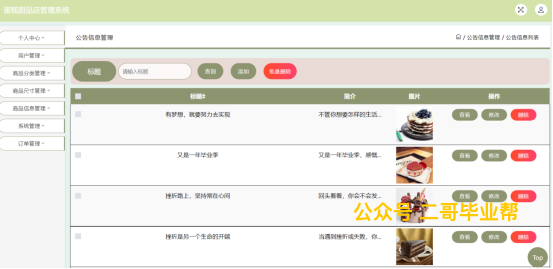 蛋糕甜品店管理系统
个人中心
用户管理
商品分类管理
商品尺寸管理
商品信息管理
系统管理
订单管理
公告信息管理
/ 公告信息管理 / 公告信息列表
标题 请输入标题 查询 添加 批量删除
标题 简介 图片 操作
有梦想，就要努力去实现 不管你想要怎样的生活... 查看 修改 删除
又是一年毕业季 又是一年毕业季，感慨... 查看 修改 删除
挫折路上，坚持常在心间 回头看看，你会不会发... 查看 修改 删除
公众号 二哥毕业帮
挫折是另一个生命的开端 当遇到挫折或失败，你... 查看 修改 删除
Top